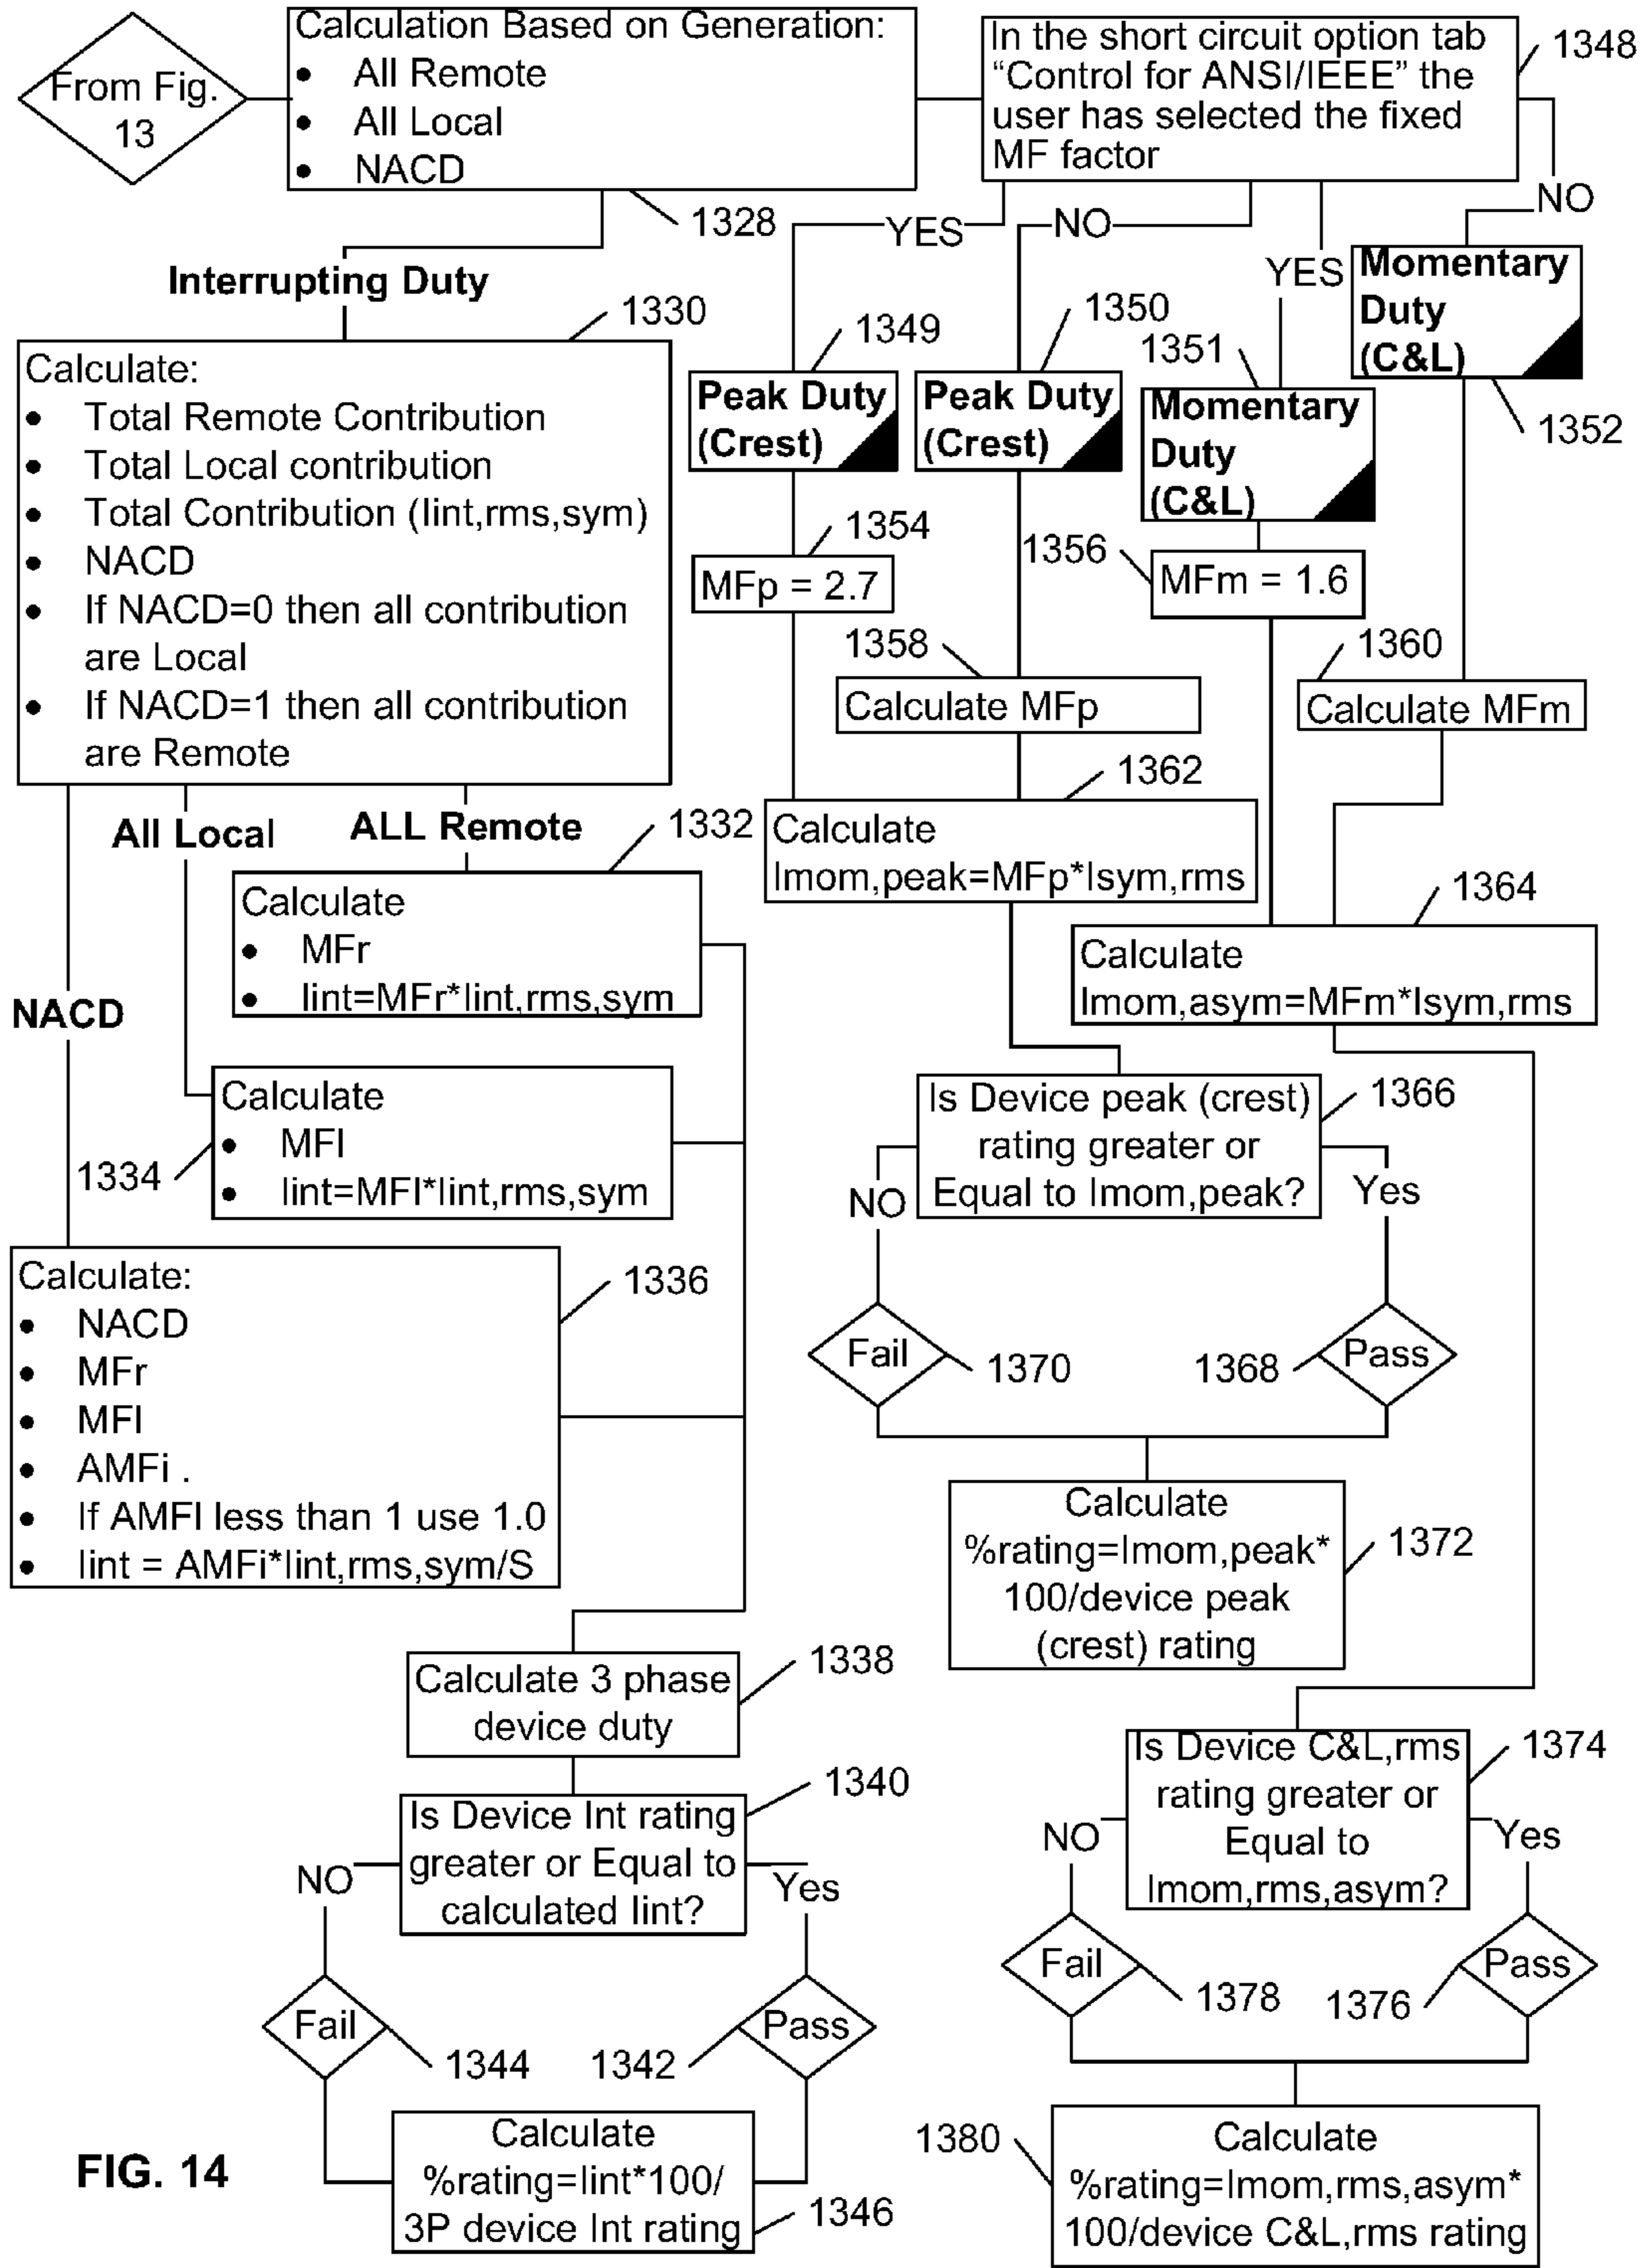 From Fig.
13
Calculation Based on Generation:
• All Remote
• All Local
• NACD
1328
In the short circuit option tab
“Control for ANSI/IEEE” the
user has selected the fixed
MF factor
1348
YES
NO
YES
NO
Interrupting Duty
1330
Calculate:
• Total Remote Contribution
• Total Local contribution
• Total Contribution (Iint,rms,sym)
• NACD
• If NACD=0 then all contribution
are Local
• If NACD=1 then all contribution
are Remote
1349
Peak Duty
(Crest)
1350
Peak Duty
(Crest)
1351
Momentary
Duty
(C&L)
Momentary
Duty
(C&L)
1352
1354
MFp = 2.7
1356
MFm = 1.6
1358
Calculate MFp
1360
Calculate MFm
1362
Calculate
Imom,peak=MFp*Isym,rms
1364
Calculate
Imom,asym=MFm*Isym,rms
All Local
ALL Remote
NACD
1332
Calculate
• MFr
• Iint=MFr*Iint,rms,sym
1334
Calculate
• MFl
• Iint=MFl*Iint,rms,sym
1336
Calculate:
• NACD
• MFr
• MFl
• AMFi .
• If AMFI less than 1 use 1.0
• Iint = AMFi*Iint,rms,sym/S
Is Device peak (crest)
rating greater or
Equal to Imom,peak?
1366
NO
Yes
Fail
1370
1368
Pass
Calculate
%rating=Imom,peak*
100/device peak
(crest) rating
1372
1338
Calculate 3 phase
device duty
1340
Is Device Int rating
greater or Equal to
calculated Iint?
NO
Yes
Fail
1344
1342
Pass
Calculate
%rating=Iint*100/
3P device Int rating
1346
Is Device C&L,rms
rating greater or
Equal to
Imom,rms,asym?
1374
NO
Yes
Fail
1378
1376
Pass
1380
Calculate
%rating=Imom,rms,asym*
100/device C&L,rms rating
FIG. 14